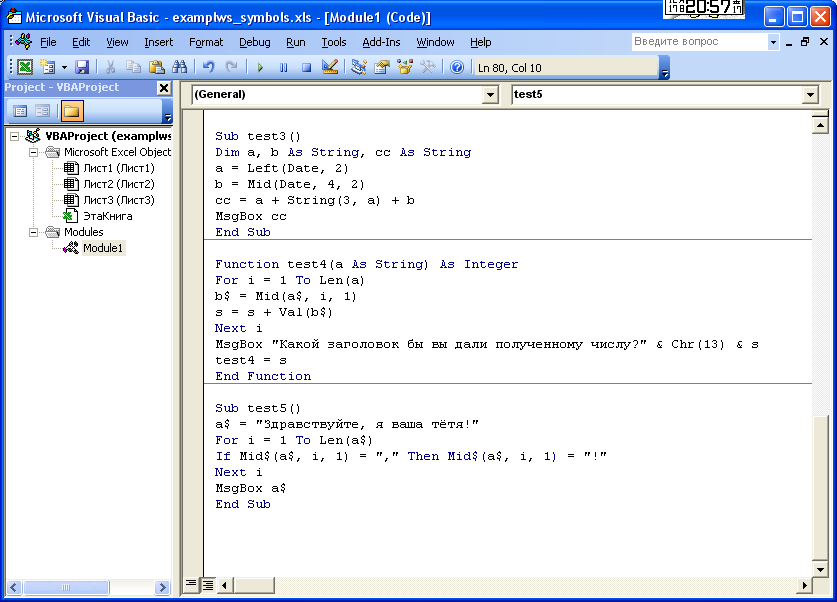 Microsoft Visual Basic - examplws_symbols.xls - [Module1 (Code)]
20:57
File Edit View Insert Format Debug Run Tools Add-Ins Window Help
Введите вопрос
Ln 80, Col 10
Project - VBAProject
(General)
test5
VBAProject (examplws
Microsoft Excel Object
Лист1 (Лист1)
Лист2 (Лист2)
Лист3 (Лист3)
ЭтаКнига
Modules
Module1
Sub test3()
Dim a, b As String, cc As String
a = Left(Date, 2)
b = Mid(Date, 4, 2)
cc = a + String(3, a) + b
MsgBox cc
End Sub
Function test4(a As String) As Integer
For i = 1 To Len(a)
b$ = Mid(a$, i, 1)
s = s + Val(b$)
Next i
MsgBox "Какой заголовок бы вы дали полученному числу?" & Chr(13) & s
test4 = s
End Function
Sub test5()
a$ = "Здравствуйте, я ваша тётя!"
For i = 1 To Len(a$)
If Mid$(a$, i, 1) = "," Then Mid$(a$, i, 1) = "!"
Next i
MsgBox a$
End Sub